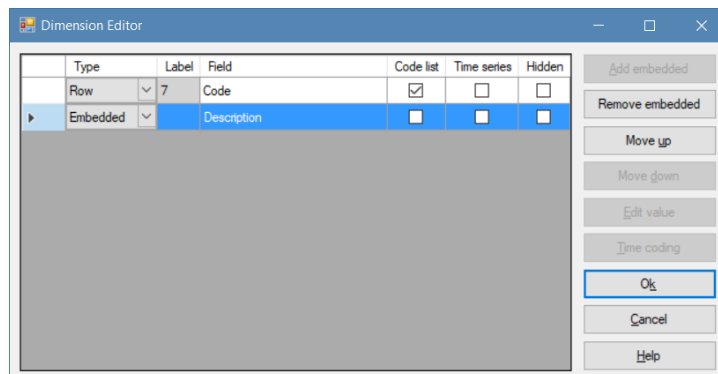 Dimension Editor
Type Label Field Code list Time series Hidden
Row 7 Code
Embedded Description
Add embedded
Remove embedded
Move up
Move down
Edit value
Time coding
Ok
Cancel
Help